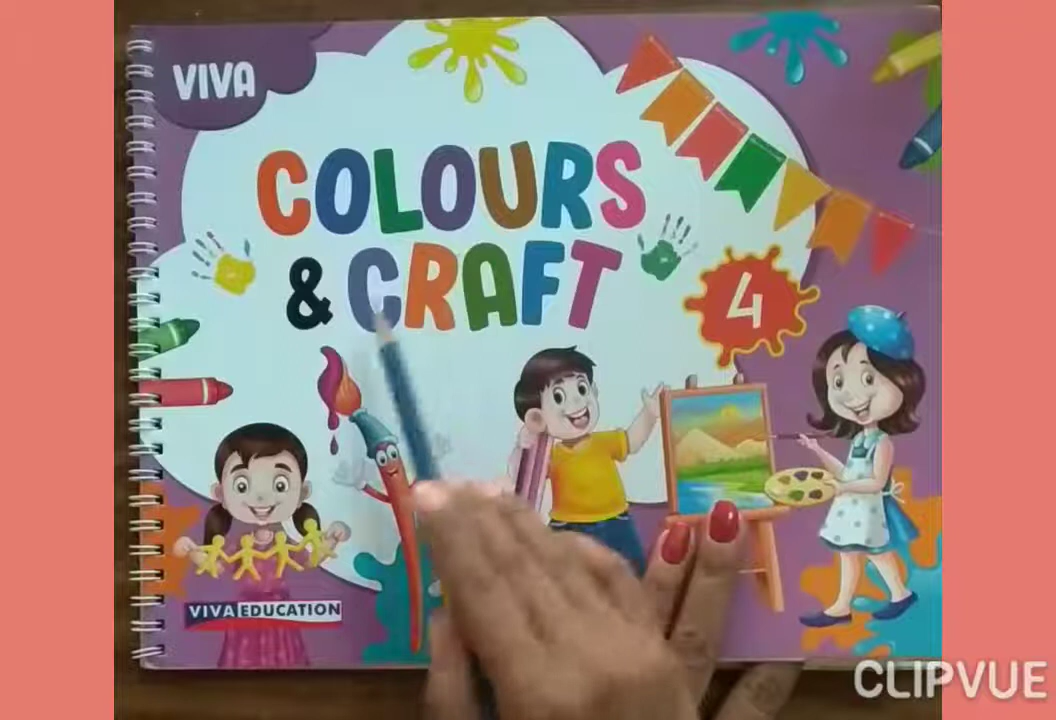 VIVA
COLOURS
& CRAFT
4
VIVA EDUCATION
CLIPVUE